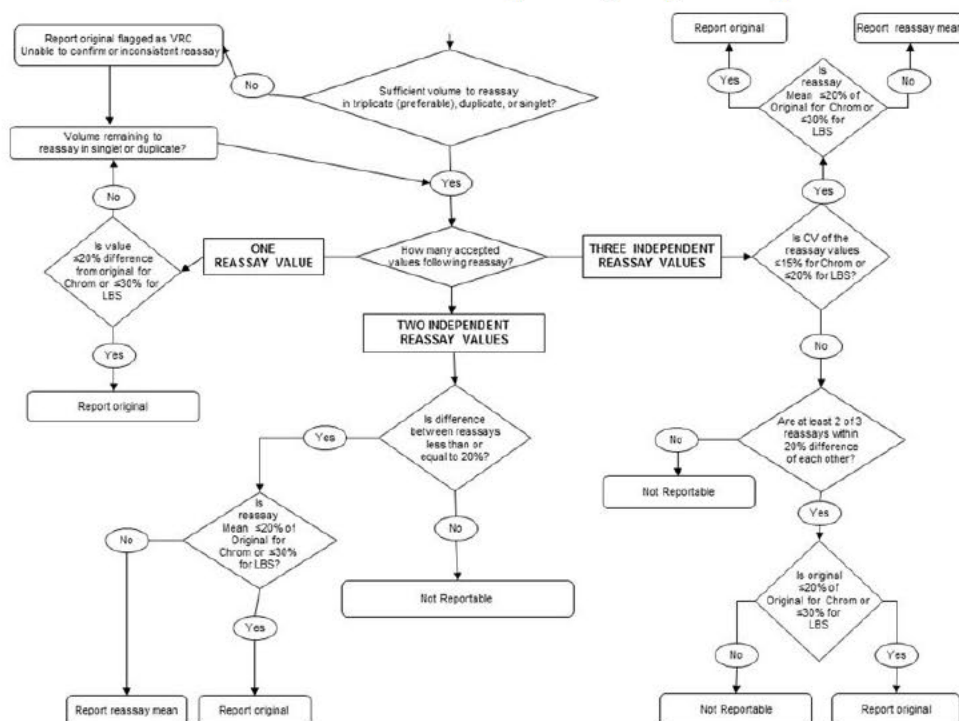 Report original flagged as VRC
Unable to confirm or inconsistent reassay
No
Sufficient volume to reassay
in triplicate (preferable), duplicate, or singlet?
Report original
Report reassay mean
Yes
Is
reassay
Mean ≤20% of
Original for Chrom or
≤30% for
LBS
No
Volume remaining to
reassay in singlet or duplicate?
Yes
Yes
No
Is value
≤20% difference
from original for
Chrom or ≤30% for
LBS
ONE
REASSAY VALUE
How many accepted
values following reassay?
THREE INDEPENDENT
REASSAY VALUES
Is CV of the
reassay values
≤15% for Chrom or
≤20% for LBS?
TWO INDEPENDENT
REASSAY VALUES
Yes
No
Report original
Is difference
between reassays
less than or
equal to 20%?
Yes
Are at least 2 of 3
reassays within
20% difference
of each other?
No
Not Reportable
Is
reassay
Mean ≤20% of
Original for
Chrom or ≤30%
for LBS?
No
No
Yes
Not Reportable
Is original
≤20% of
Original for Chrom or
≤30% for
LBS
Yes
No
Yes
Report reassay mean
Report original
Not Reportable
Report original